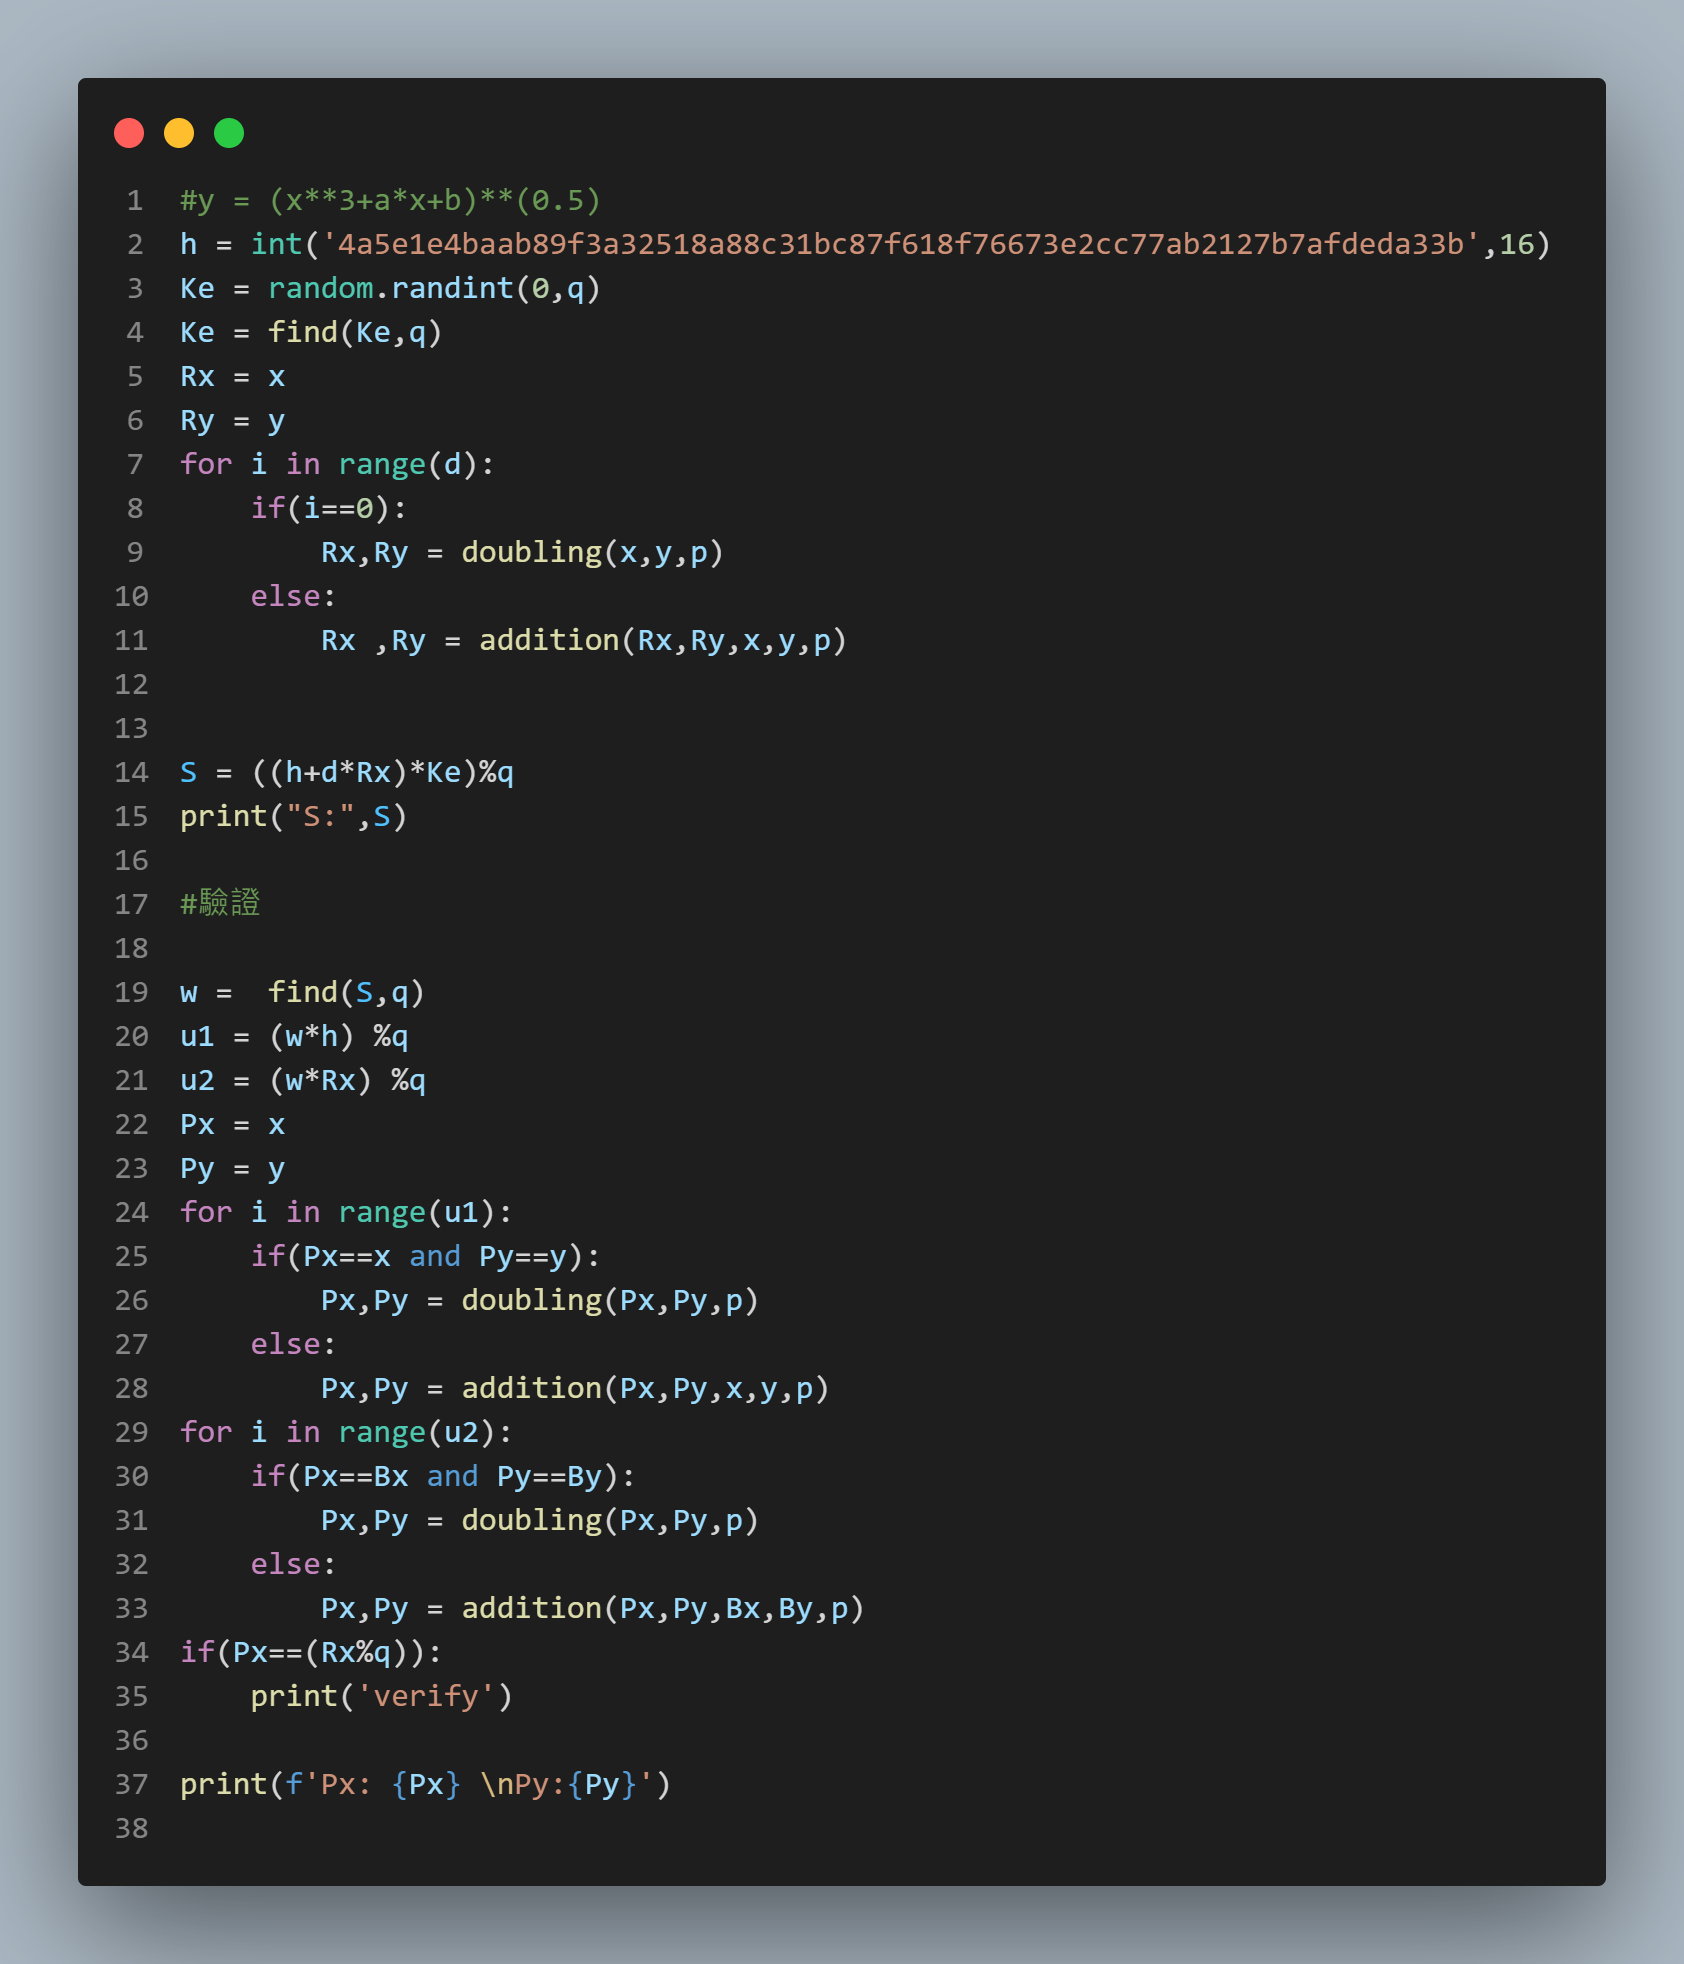 1 #y = (x**3+a*x+b)**(0.5)
2 h = int('4a5e1e4baab89f3a32518a88c31bc87f618f76673e2cc77ab2127b7afdeda33b',16)
3 Ke = random.randint(0,q)
4 Ke = find(Ke,q)
5 Rx = x
6 Ry = y
7 for i in range(d):
8     if(i==0):
9         Rx,Ry = doubling(x,y,p)
10     else:
11         Rx ,Ry = addition(Rx,Ry,x,y,p)
12
13
14 S = ((h+d*Rx)*Ke)%q
15 print("S:",S)
16
17 #驗證
18
19 w =  find(S,q)
20 u1 = (w*h) %q
21 u2 = (w*Rx) %q
22 Px = x
23 Py = y
24 for i in range(u1):
25     if(Px==x and Py==y):
26         Px,Py = doubling(Px,Py,p)
27     else:
28         Px,Py = addition(Px,Py,x,y,p)
29 for i in range(u2):
30     if(Px==Bx and Py==By):
31         Px,Py = doubling(Px,Py,p)
32     else:
33         Px,Py = addition(Px,Py,Bx,By,p)
34 if(Px==(Rx%q)):
35     print('verify')
36
37 print(f'Px: {Px} \nPy:{Py}')
38